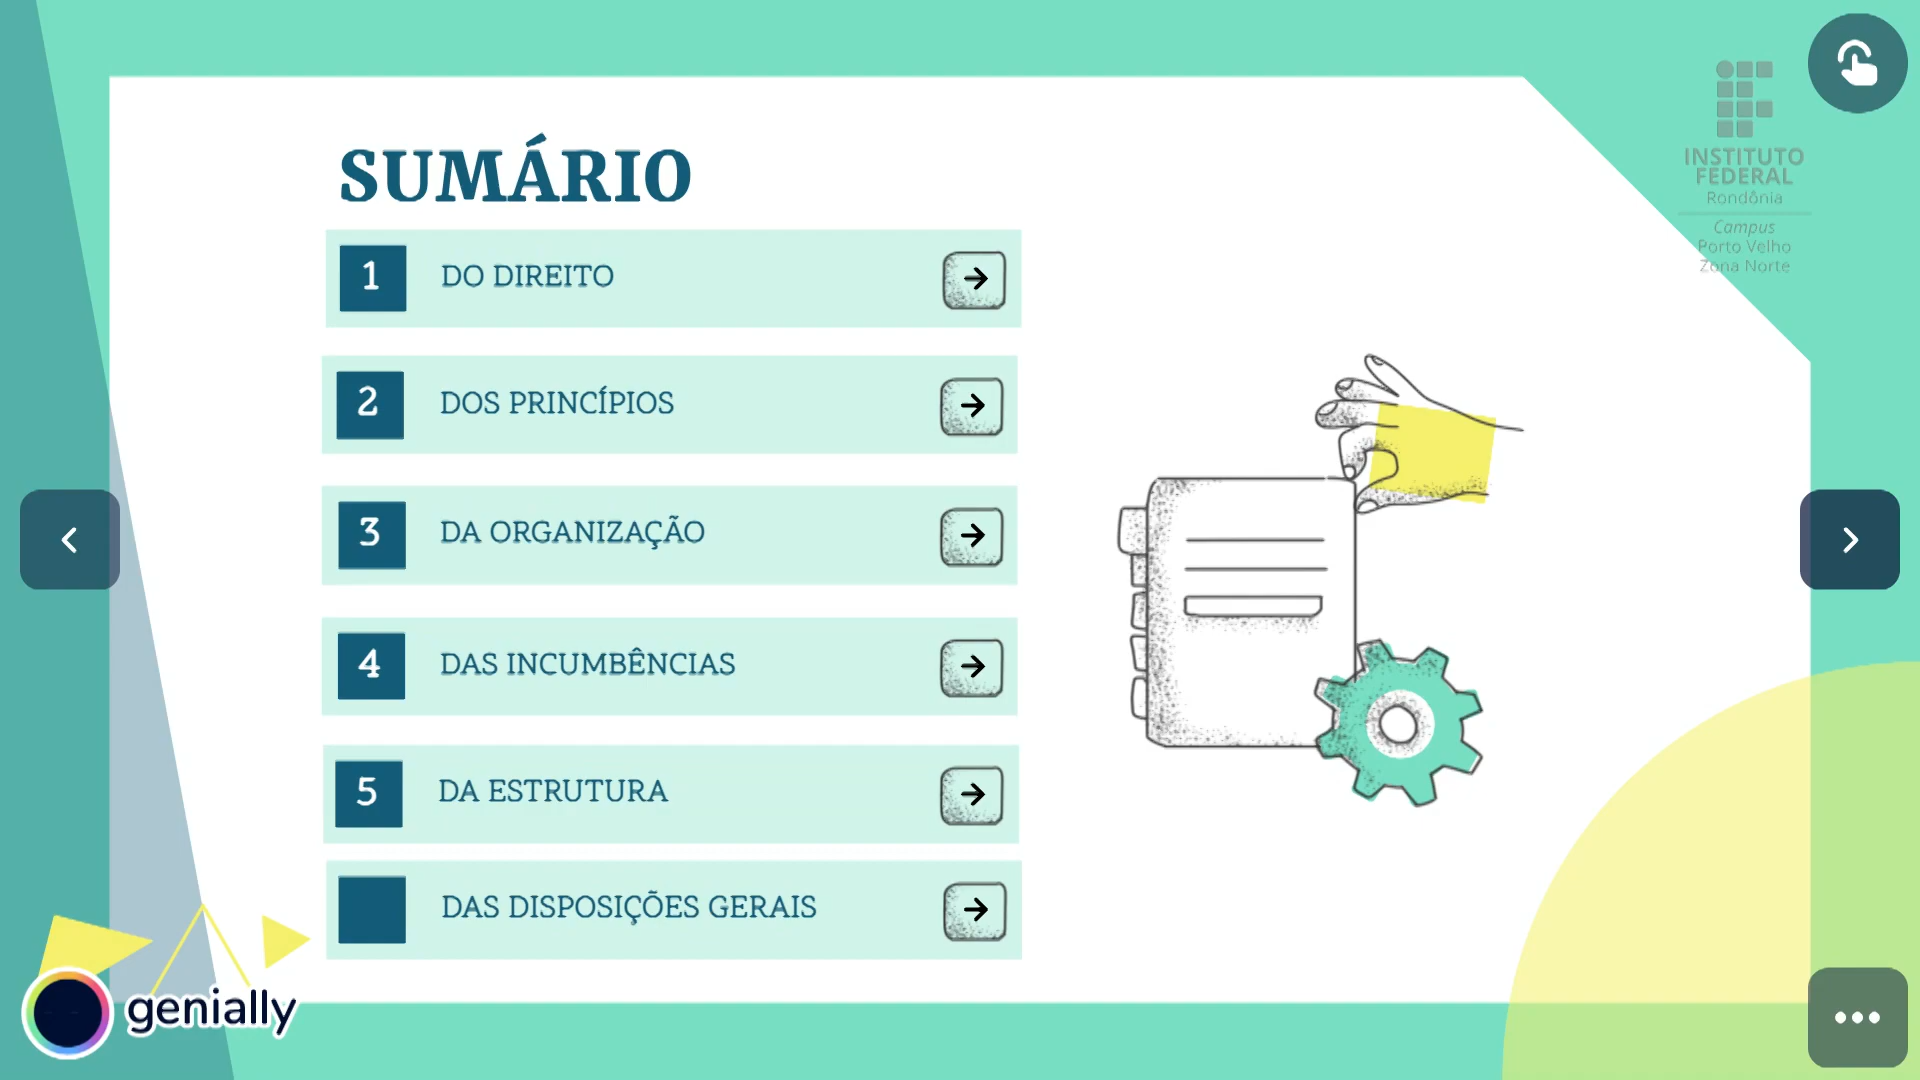 SUMÁRIO
1 DO DIREITO
2 DOS PRINCÍPIOS
3 DA ORGANIZAÇÃO
4 DAS INCUMBÊNCIAS
5 DA ESTRUTURA
DAS DISPOSIÇÕES GERAIS
INSTITUTO
FEDERAL
Rondônia
Campus
Porto Velho
Zona Norte
genially